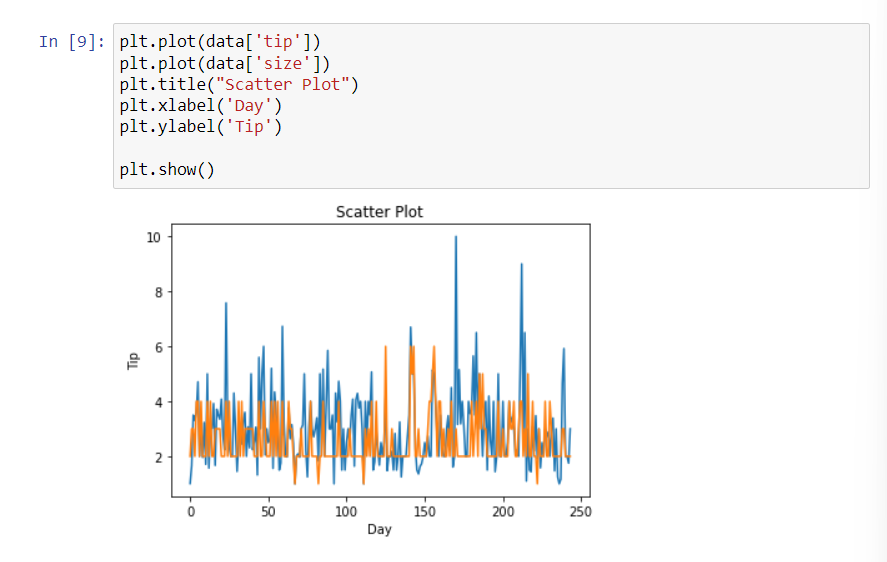 In [9]: plt.plot(data['tip'])
plt.plot(data['size'])
plt.title("Scatter Plot")
plt.xlabel('Day')
plt.ylabel('Tip')
plt.show()
Scatter Plot
10
8
6
4
2
Tip
0 50 100 150 200 250
Day